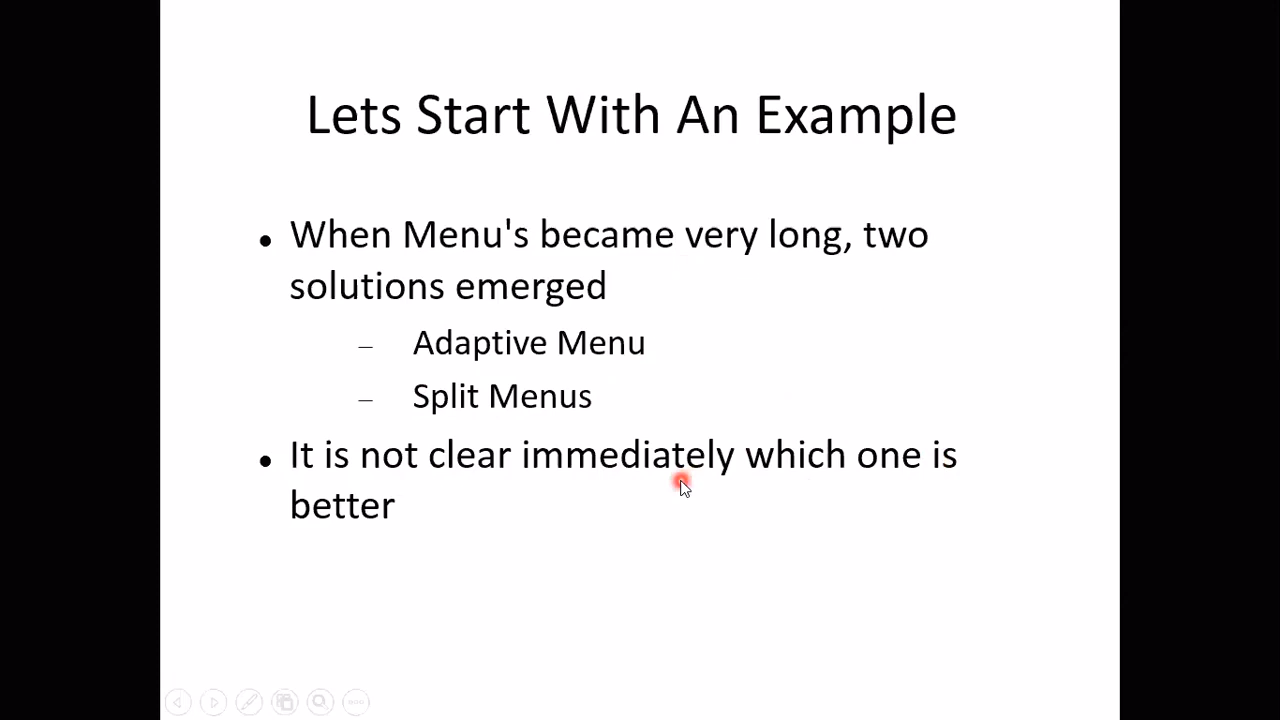 Lets Start With An Example
• When Menu's became very long, two
solutions emerged
– Adaptive Menu
– Split Menus
• It is not clear immediately which one is
better